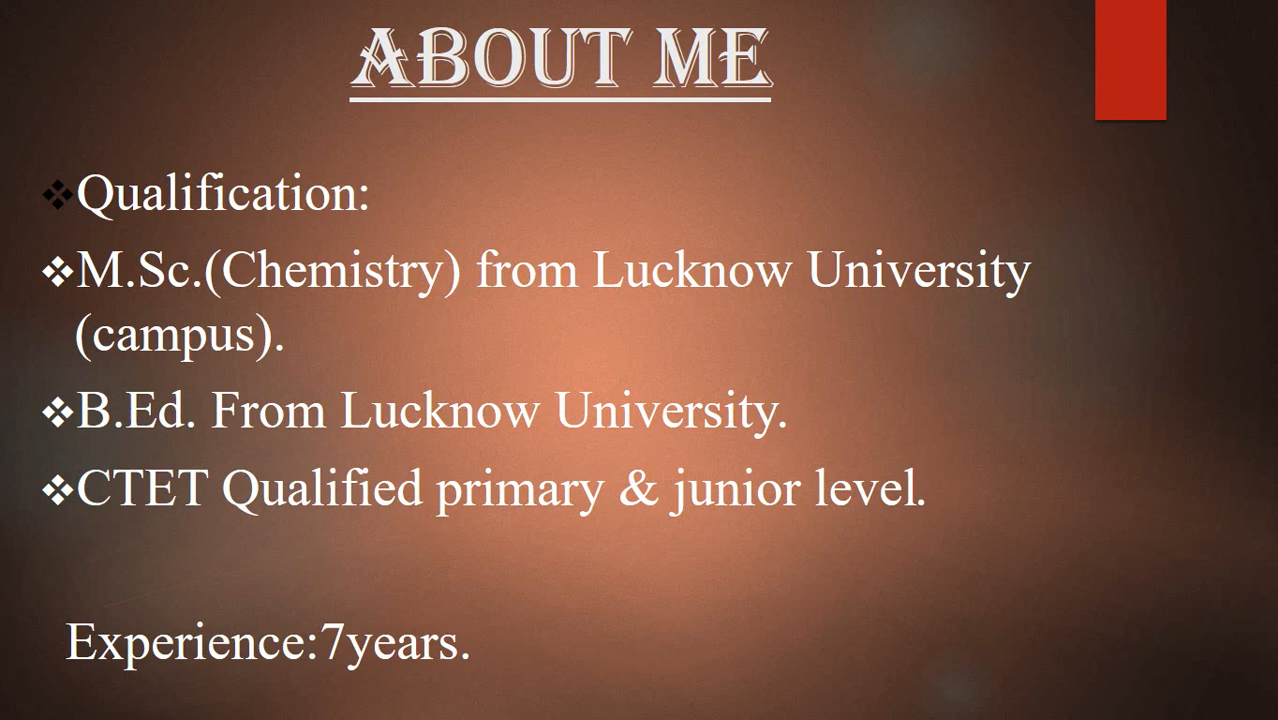 ABOUT ME
❖Qualification:
❖M.Sc.(Chemistry) from Lucknow University
(campus).
❖B.Ed. From Lucknow University.
❖CTET Qualified primary & junior level.
Experience:7years.